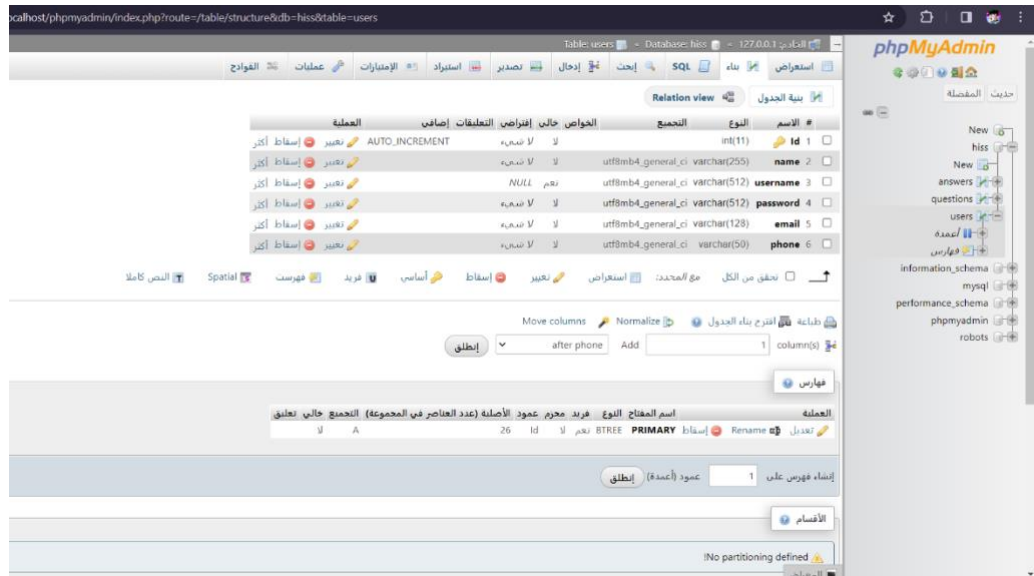 localhost/phpmyadmin/index.php?route=/table/structure&db=hiss&table=users
الخادم: 127.0.0.1 » Database: hiss » Table: users
استعراض بناء SQL إبحث إدخال تصدير استيراد الإمتيازات عمليات القوادح
بنية الجدول Relation view
# الاسم النوع التجميع الخواص خالي إفتراضي التعليقات إضافي العملية
1 Id int(11) لا لا شيء AUTO_INCREMENT تغيير إسقاط أكثر
2 name varchar(255) utf8mb4_general_ci لا لا شيء تغيير إسقاط أكثر
3 username varchar(512) utf8mb4_general_ci نعم NULL تغيير إسقاط أكثر
4 password varchar(512) utf8mb4_general_ci لا لا شيء تغيير إسقاط أكثر
5 email varchar(128) utf8mb4_general_ci لا لا شيء تغيير إسقاط أكثر
6 phone varchar(50) utf8mb4_general_ci لا لا شيء تغيير إسقاط أكثر
تحقق من الكل مع المحدد: استعراض تغيير إسقاط أساسي فريد فهرست Spatial النص كاملا
طباعة اقترح بناء الجدول Normalize Move columns
column(s) 1 Add after phone إنطلق
فهارس
العملية اسم المفتاح النوع فريد محزم عمود الأصلية (عدد العناصر في المجموعة) التجميع خالي تعليق
تعديل Rename إسقاط PRIMARY BTREE نعم لا Id 26 A لا
إنشاء فهرس على 1 عمود (أعمدة) إنطلق
الأقسام
No partitioning defined!
phpMyAdmin
حديث المفضلة
New
hiss
New
answers
questions
users
أعمدة
فهارس
information_schema
mysql
performance_schema
phpmyadmin
robots